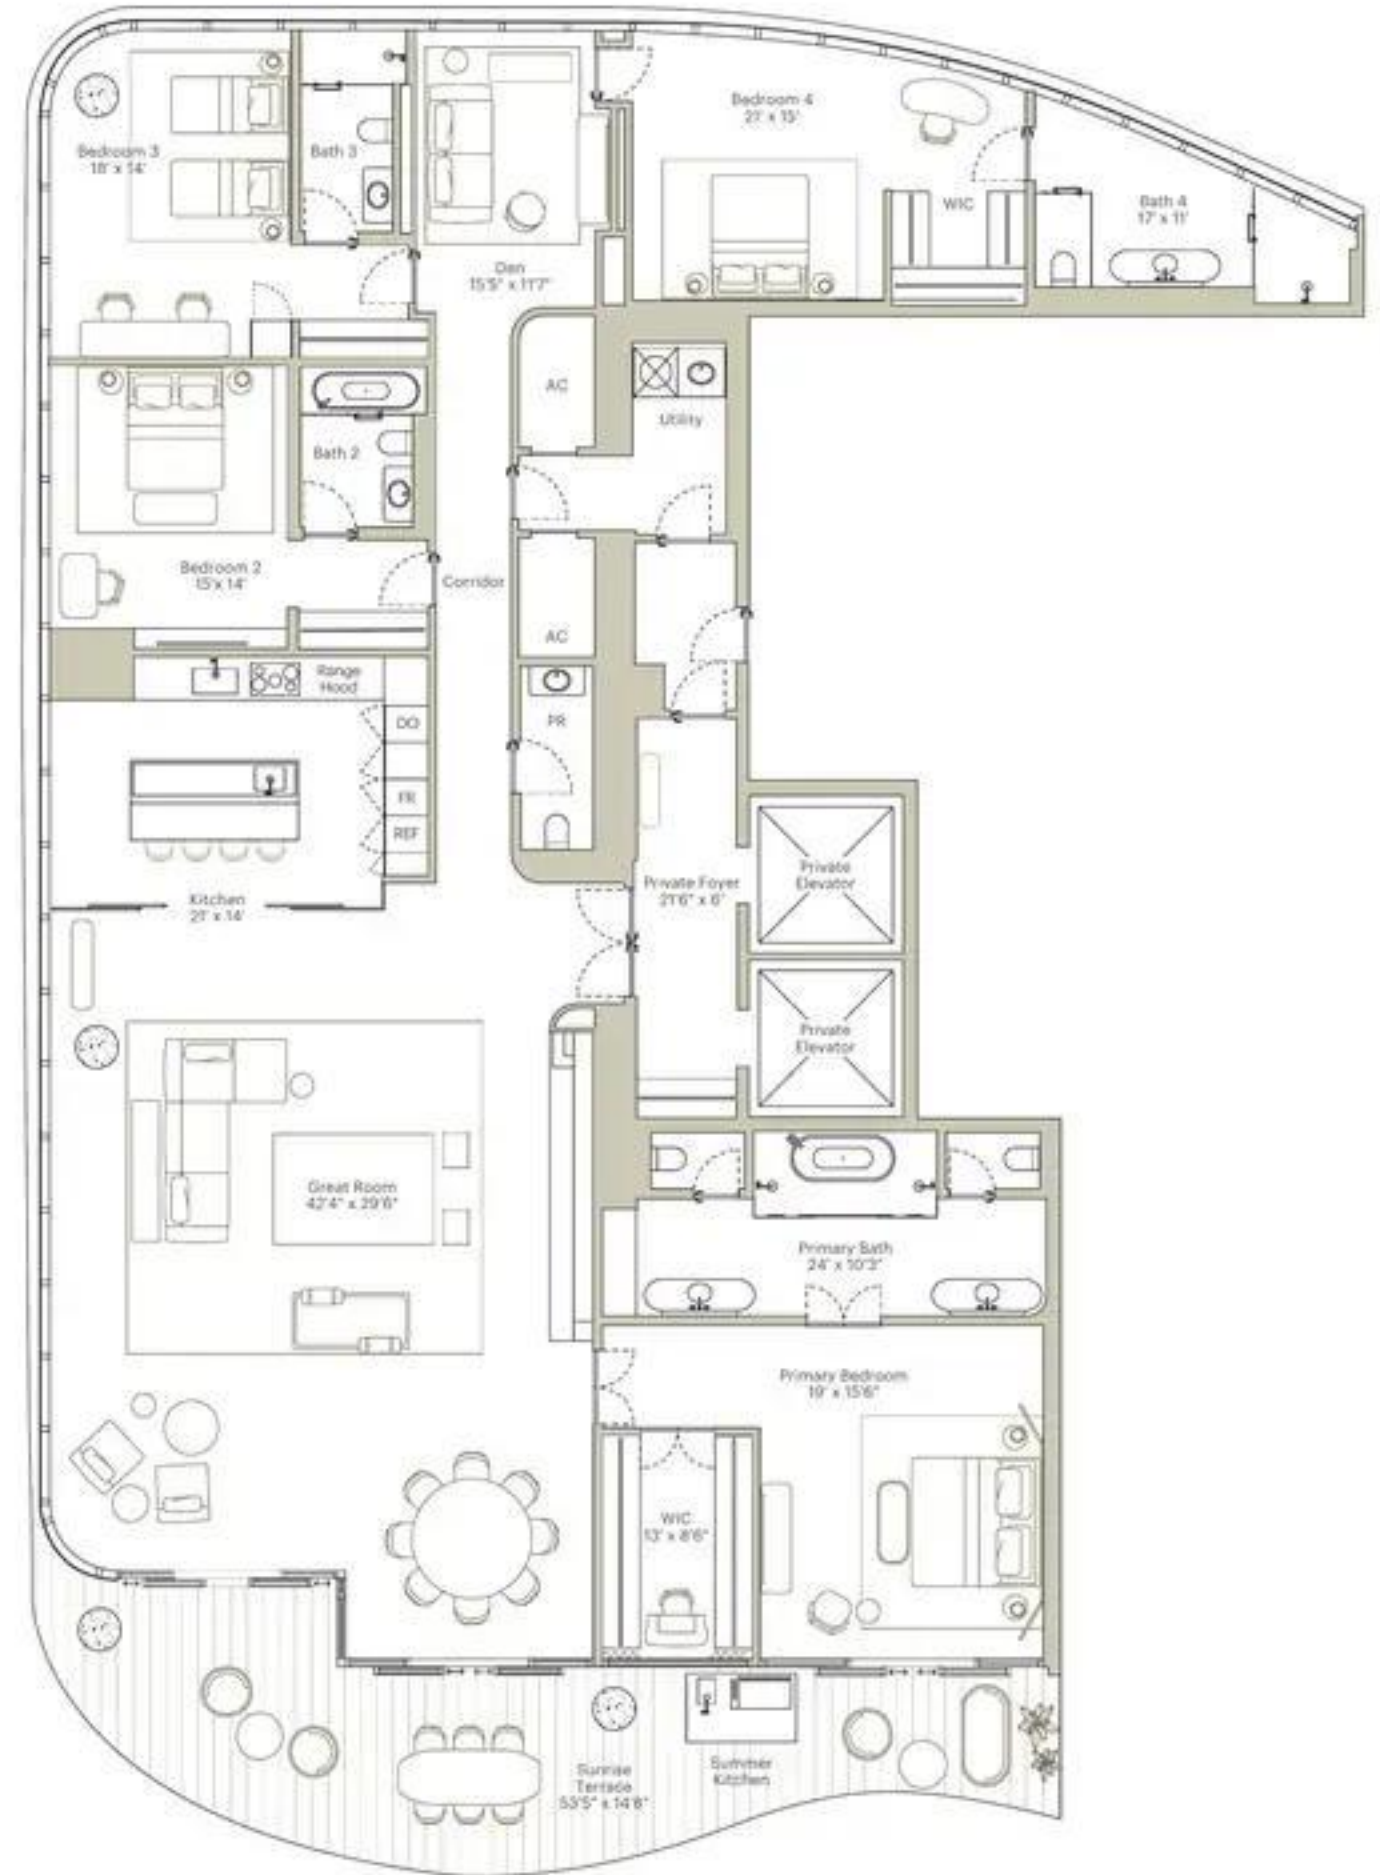 Bedroom 3
18' x 14'
Bath 3
Den
15'5" x 11'7"
Bedroom 4
21' x 15'
WIC
Bath 4
17' x 11'
AC
Utility
Bath 2
Bedroom 2
15'x 14'
Corridor
AC
Range
Hood
DO
PR
FR
REF
Kitchen
21' x 14'
Private Foyer
21'6" x 6'
Private
Elevator
Private
Elevator
Great Room
42'4" x 29'6"
Primary Bath
24' x 10'3"
Primary Bedroom
19' x 15'6"
WIC
13' x 8'6"
Sunrise
Terrace
53'5" x 14'8"
Summer
Kitchen